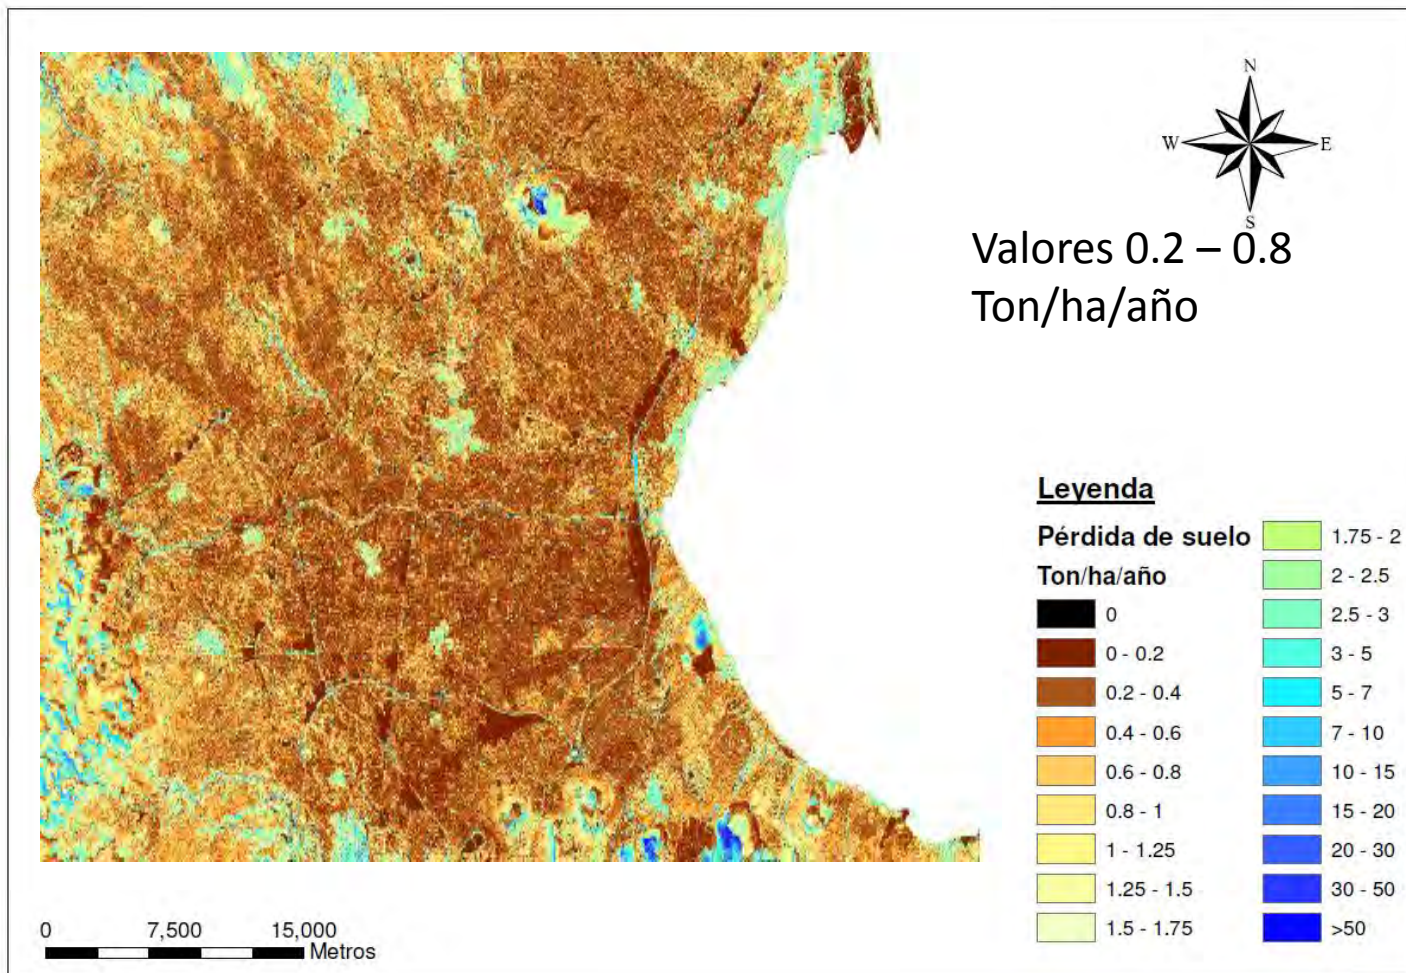 N
W
E
S
Valores 0.2 – 0.8
Ton/ha/año
Leyenda
Pérdida de suelo
Ton/ha/año
0
0 - 0.2
0.2 - 0.4
0.4 - 0.6
0.6 - 0.8
0.8 - 1
1 - 1.25
1.25 - 1.5
1.5 - 1.75
1.75 - 2
2 - 2.5
2.5 - 3
3 - 5
5 - 7
7 - 10
10 - 15
15 - 20
20 - 30
30 - 50
>50
0 7,500 15,000
Metros